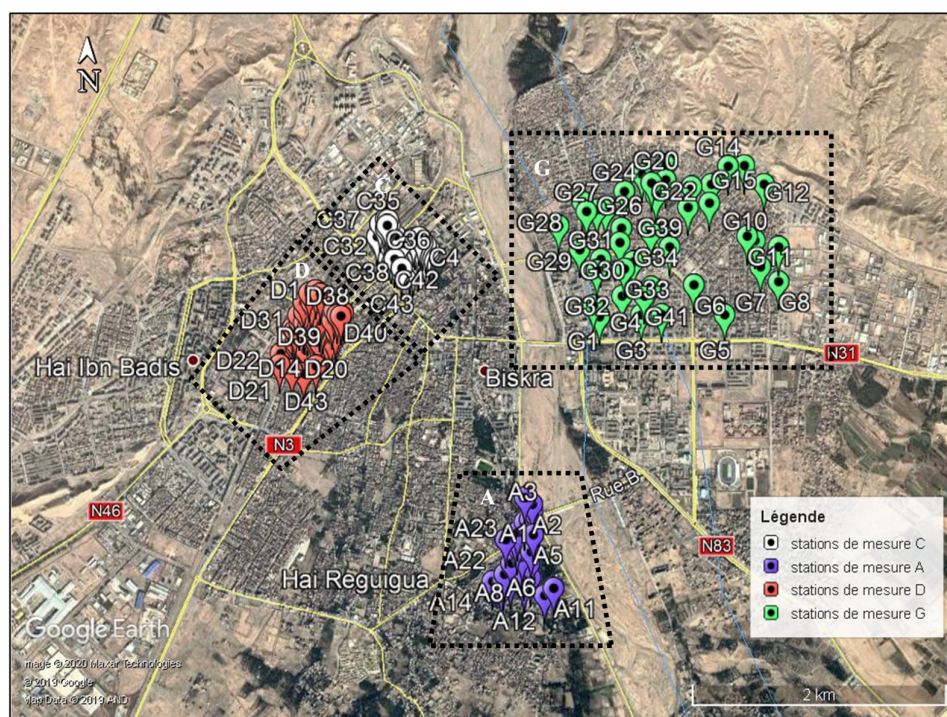 N
G
G14
G20
G24
G15
G22
G12
G27
G26
G28
G39
G10
G31
G11
G34
G29
G30
G33
G32
G6
G7
G8
G4
G41
G1
G3
G5
C
C35
C37
C36
C32
C4
C38
C42
C43
D
D1
D38
D31
D39
D40
D22
D14
D20
D21
D43
Hai Ibn Badis
Biskra
N31
N3
N46
N83
Rue B.
A
A3
A23
A1
A2
A22
A5
A8
A6
A14
A11
A12
Hai Reguigua
Légende
stations de mesure C
stations de mesure A
stations de mesure D
stations de mesure G
Google Earth
Image © 2020 Maxar Technologies
© 2019 Google
Map Data © 2019 AND
2 km